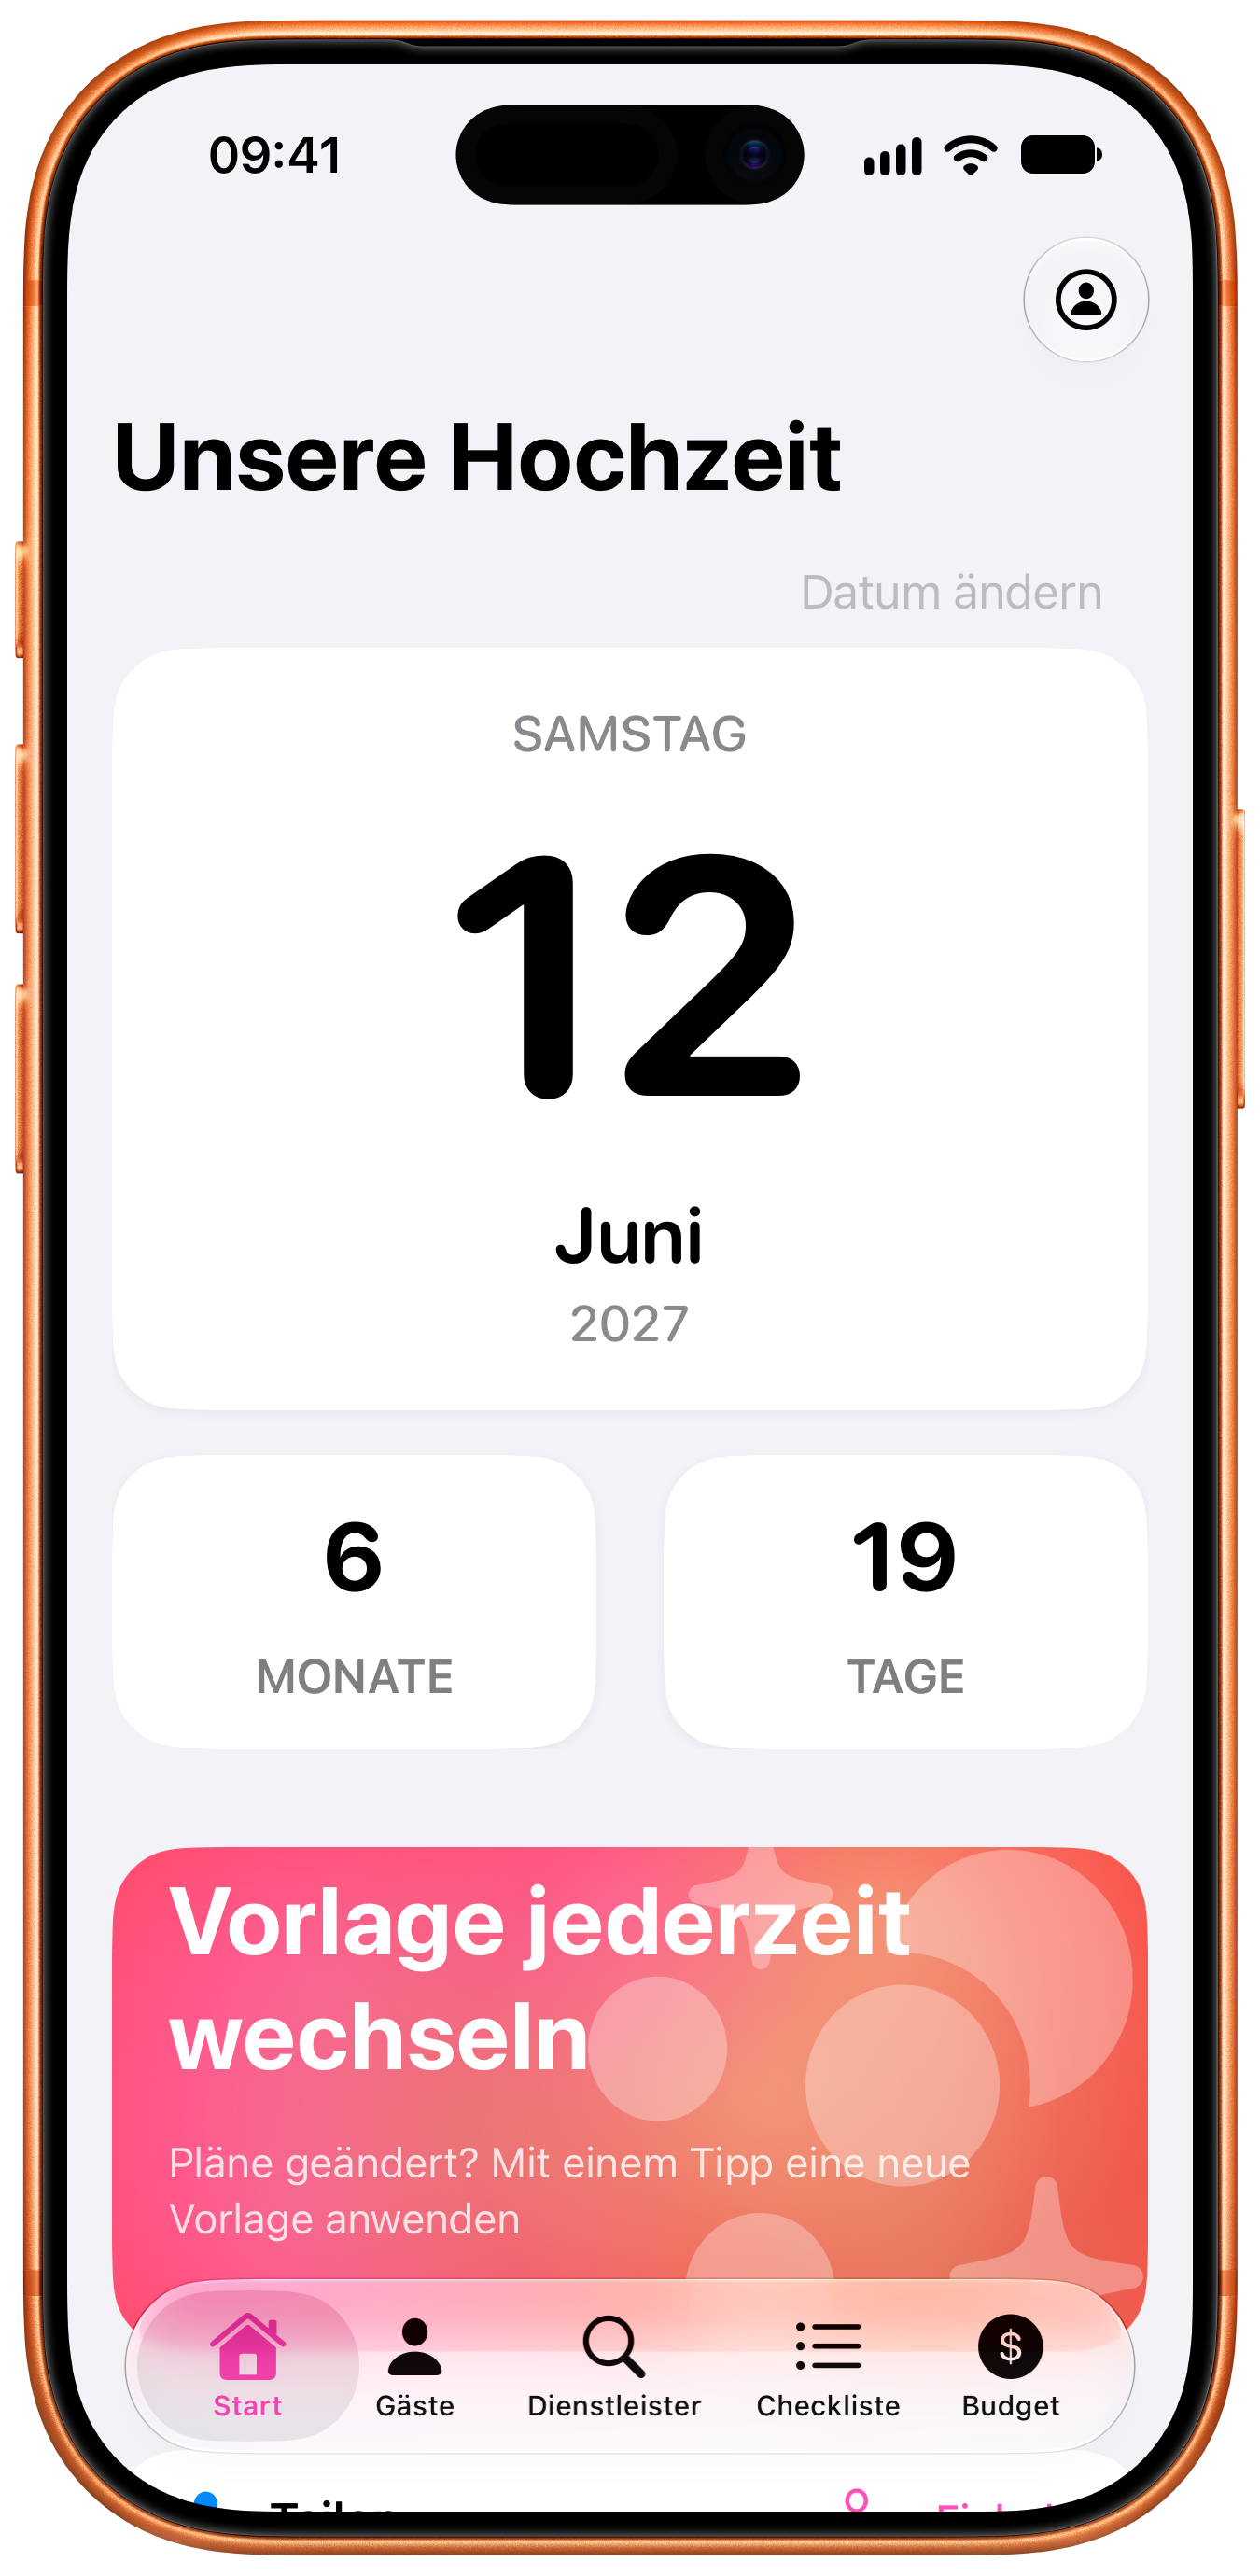 09:41
Unsere Hochzeit
Datum ändern
SAMSTAG
12
Juni
2027
6
MONATE
19
TAGE
Vorlage jederzeit
wechseln
Pläne geändert? Mit einem Tipp eine neue
Vorlage anwenden
$
Start
Gäste
Dienstleister
Checkliste
Budget